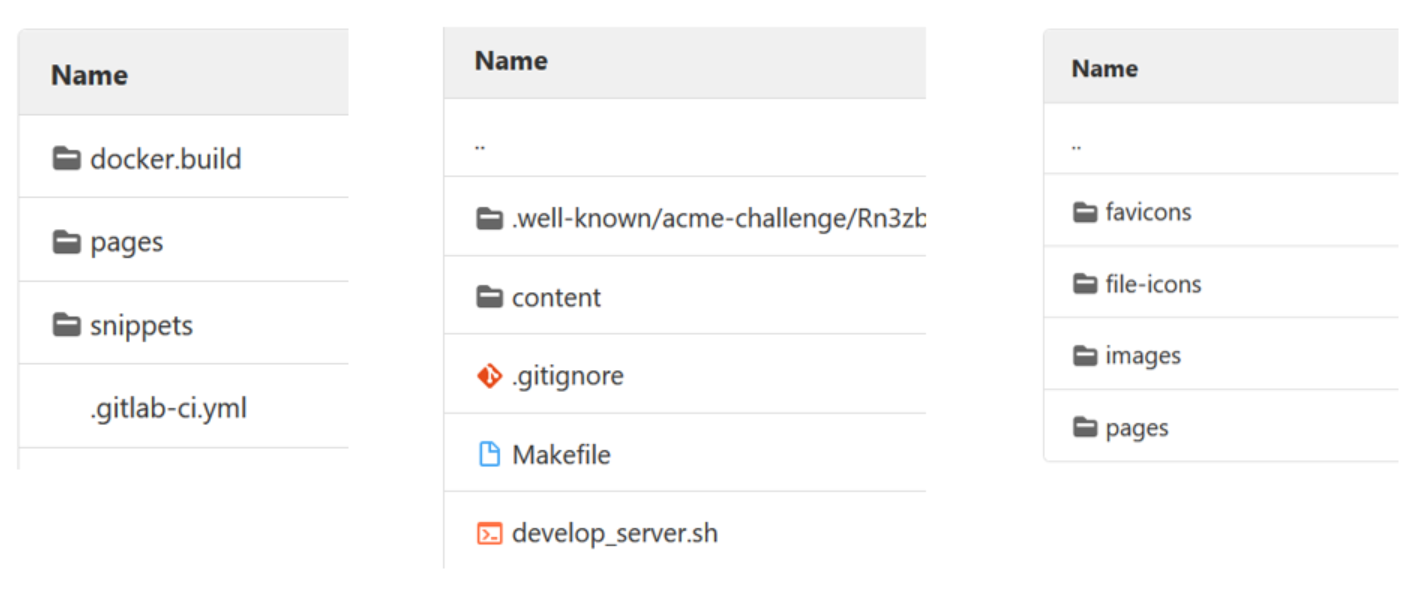 Name
docker.build
pages
snippets
.gitlab-ci.yml
Name
..
.well-known/acme-challenge/Rn3zb
content
.gitignore
Makefile
develop_server.sh
Name
..
favicons
file-icons
images
pages